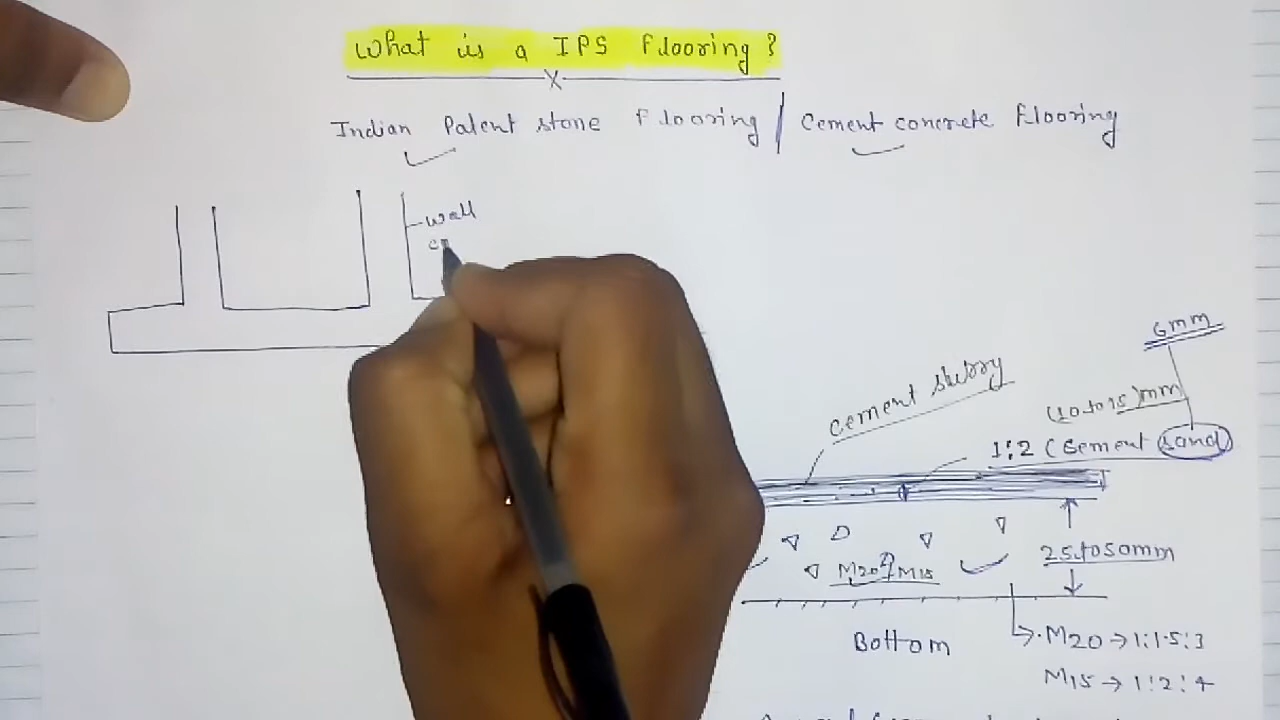 What is a IPS Flooring?
Indian Patent stone Flooring / Cement concrete Flooring
wall
6mm
cement slurry
(10 to 15)mm
1:2 (Cement sand)
25 to 50mm
M20/M15
Bottom
M20 → 1:1.5:3
M15 → 1:2:4